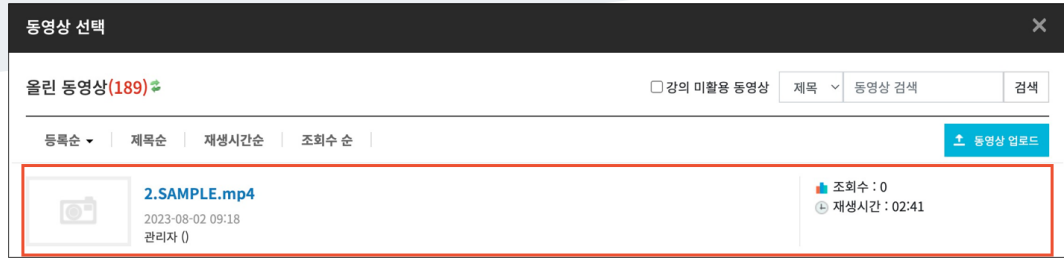 동영상 선택 ×
올린 동영상(189) 강의 미활용 동영상 제목 동영상 검색 검색
등록순 제목순 재생시간순 조회수 순 동영상 업로드
2.SAMPLE.mp4
2023-08-02 09:18
관리자 ()
조회수 : 0
재생시간 : 02:41